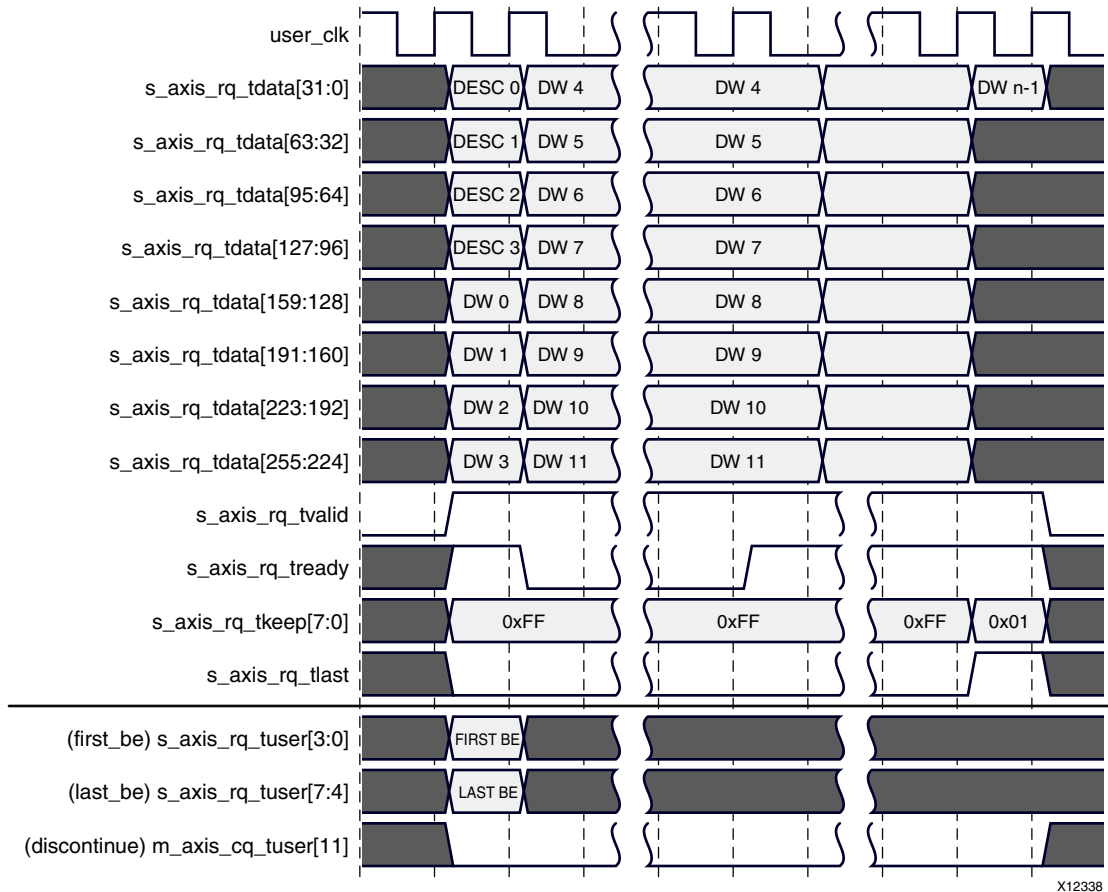 user_clk
s_axis_rq_tdata[31:0] DESC 0 DW 4 DW 4 DW n-1
s_axis_rq_tdata[63:32] DESC 1 DW 5 DW 5
s_axis_rq_tdata[95:64] DESC 2 DW 6 DW 6
s_axis_rq_tdata[127:96] DESC 3 DW 7 DW 7
s_axis_rq_tdata[159:128] DW 0 DW 8 DW 8
s_axis_rq_tdata[191:160] DW 1 DW 9 DW 9
s_axis_rq_tdata[223:192] DW 2 DW 10 DW 10
s_axis_rq_tdata[255:224] DW 3 DW 11 DW 11
s_axis_rq_tvalid
s_axis_rq_tready
s_axis_rq_tkeep[7:0] 0xFF 0xFF 0xFF 0x01
s_axis_rq_tlast
(first_be) s_axis_rq_tuser[3:0] FIRST BE
(last_be) s_axis_rq_tuser[7:4] LAST BE
(discontinue) m_axis_cq_tuser[11]
X12338